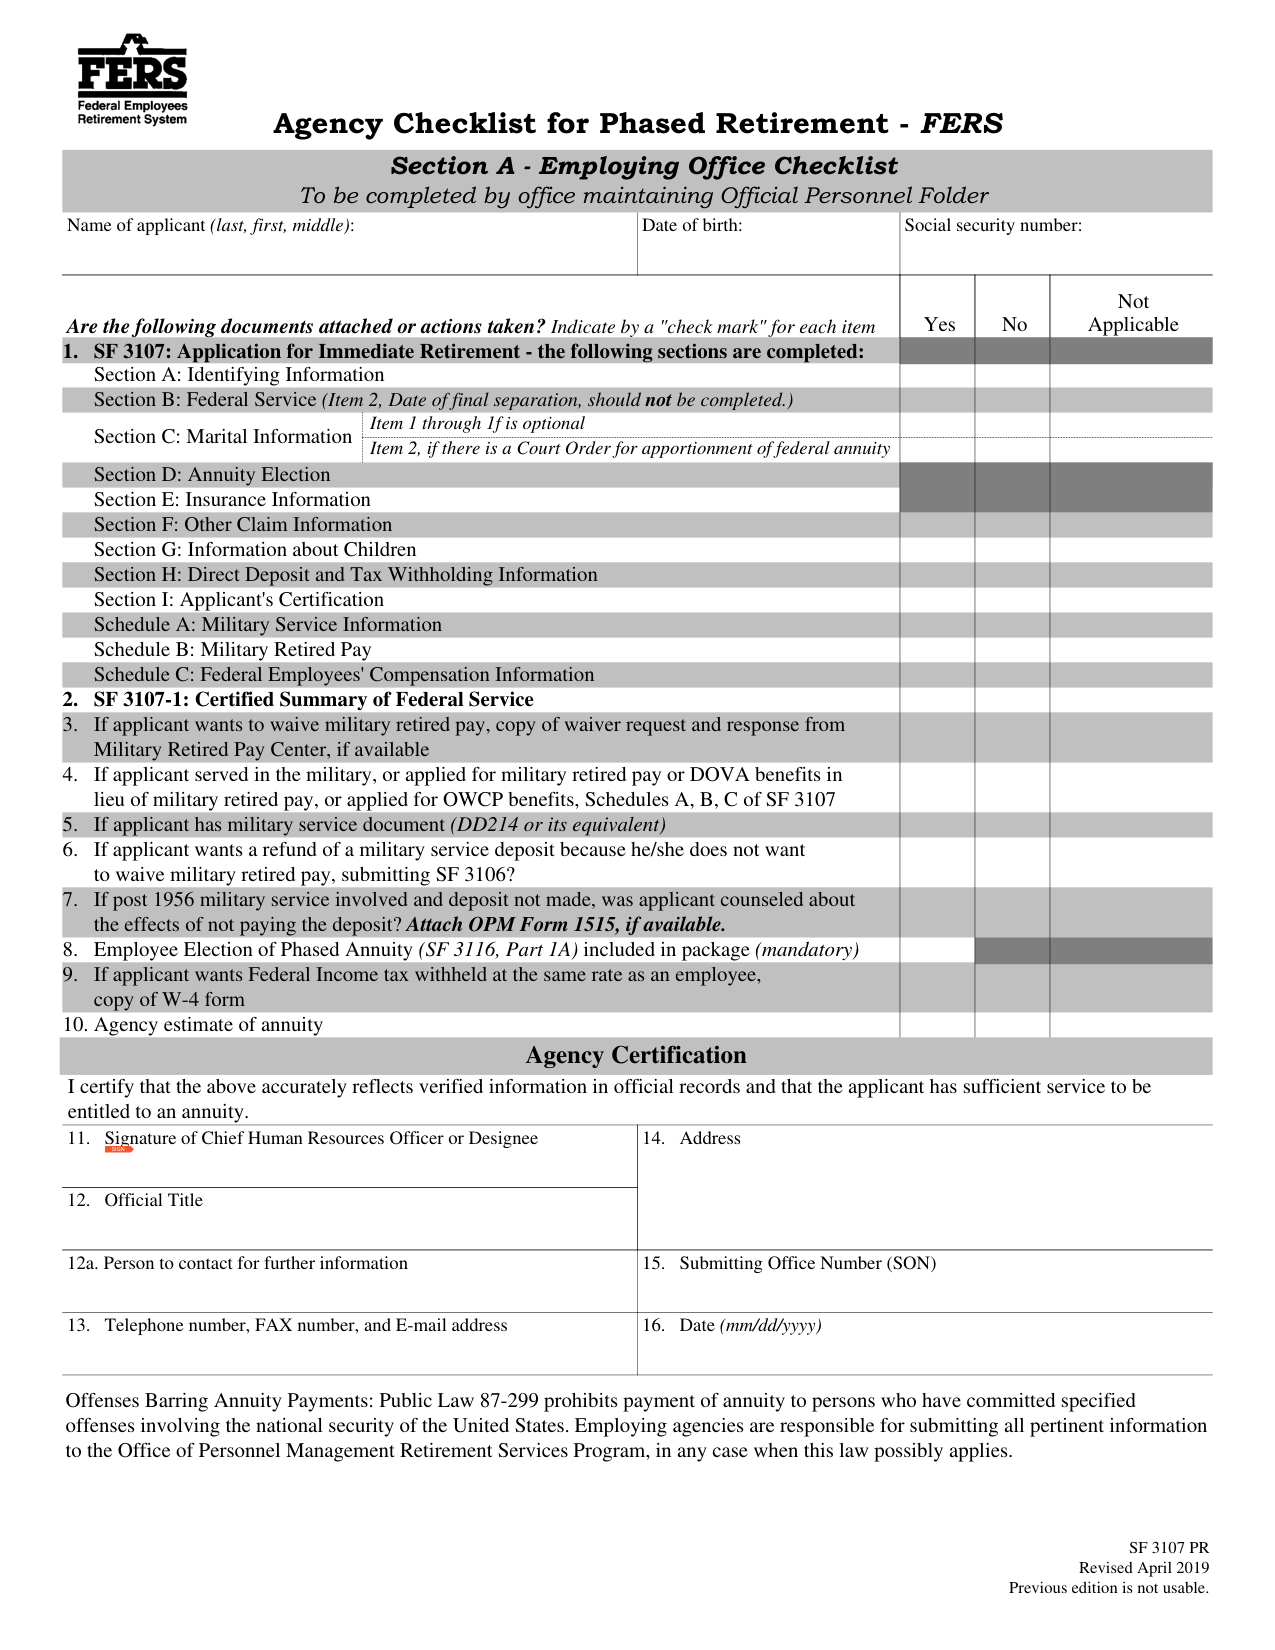 FERS
Federal Employees
Retirement System
Agency Checklist for Phased Retirement - FERS
Section A - Employing Office Checklist
To be completed by office maintaining Official Personnel Folder
Name of applicant (last, first, middle):
Date of birth:
Social security number:
Are the following documents attached or actions taken? Indicate by a "check mark" for each item
Yes
No
Not
Applicable
1. SF 3107: Application for Immediate Retirement - the following sections are completed:
Section A: Identifying Information
Section B: Federal Service (Item 2, Date of final separation, should not be completed.)
Section C: Marital Information
Item 1 through 1f is optional
Item 2, if there is a Court Order for apportionment of federal annuity
Section D: Annuity Election
Section E: Insurance Information
Section F: Other Claim Information
Section G: Information about Children
Section H: Direct Deposit and Tax Withholding Information
Section I: Applicant's Certification
Schedule A: Military Service Information
Schedule B: Military Retired Pay
Schedule C: Federal Employees' Compensation Information
2. SF 3107-1: Certified Summary of Federal Service
3. If applicant wants to waive military retired pay, copy of waiver request and response from
Military Retired Pay Center, if available
4. If applicant served in the military, or applied for military retired pay or DOVA benefits in
lieu of military retired pay, or applied for OWCP benefits, Schedules A, B, C of SF 3107
5. If applicant has military service document (DD214 or its equivalent)
6. If applicant wants a refund of a military service deposit because he/she does not want
to waive military retired pay, submitting SF 3106?
7. If post 1956 military service involved and deposit not made, was applicant counseled about
the effects of not paying the deposit? Attach OPM Form 1515, if available.
8. Employee Election of Phased Annuity (SF 3116, Part 1A) included in package (mandatory)
9. If applicant wants Federal Income tax withheld at the same rate as an employee,
copy of W-4 form
10. Agency estimate of annuity
Agency Certification
I certify that the above accurately reflects verified information in official records and that the applicant has sufficient service to be
entitled to an annuity.
11. Signature of Chief Human Resources Officer or Designee
SIGN
14. Address
12. Official Title
12a. Person to contact for further information
15. Submitting Office Number (SON)
13. Telephone number, FAX number, and E-mail address
16. Date (mm/dd/yyyy)
Offenses Barring Annuity Payments: Public Law 87-299 prohibits payment of annuity to persons who have committed specified
offenses involving the national security of the United States. Employing agencies are responsible for submitting all pertinent information
to the Office of Personnel Management Retirement Services Program, in any case when this law possibly applies.
SF 3107 PR
Revised April 2019
Previous edition is not usable.